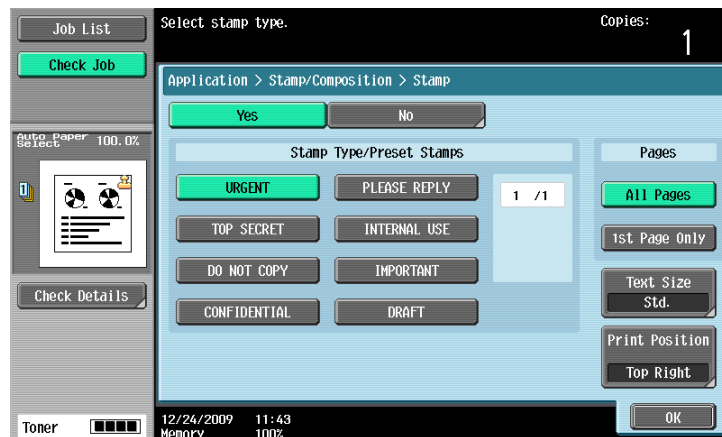 Job List
Check Job
Select stamp type.
Copies:
1
Application > Stamp/Composition > Stamp
Yes
No
Auto Paper
Select
100.0%
Stamp Type/Preset Stamps
Pages
URGENT
PLEASE REPLY
1 /1
All Pages
TOP SECRET
INTERNAL USE
1st Page Only
DO NOT COPY
IMPORTANT
Text Size
Std.
Check Details
CONFIDENTIAL
DRAFT
Print Position
Top Right
OK
Toner
12/24/2009 11:43
Memory 100%